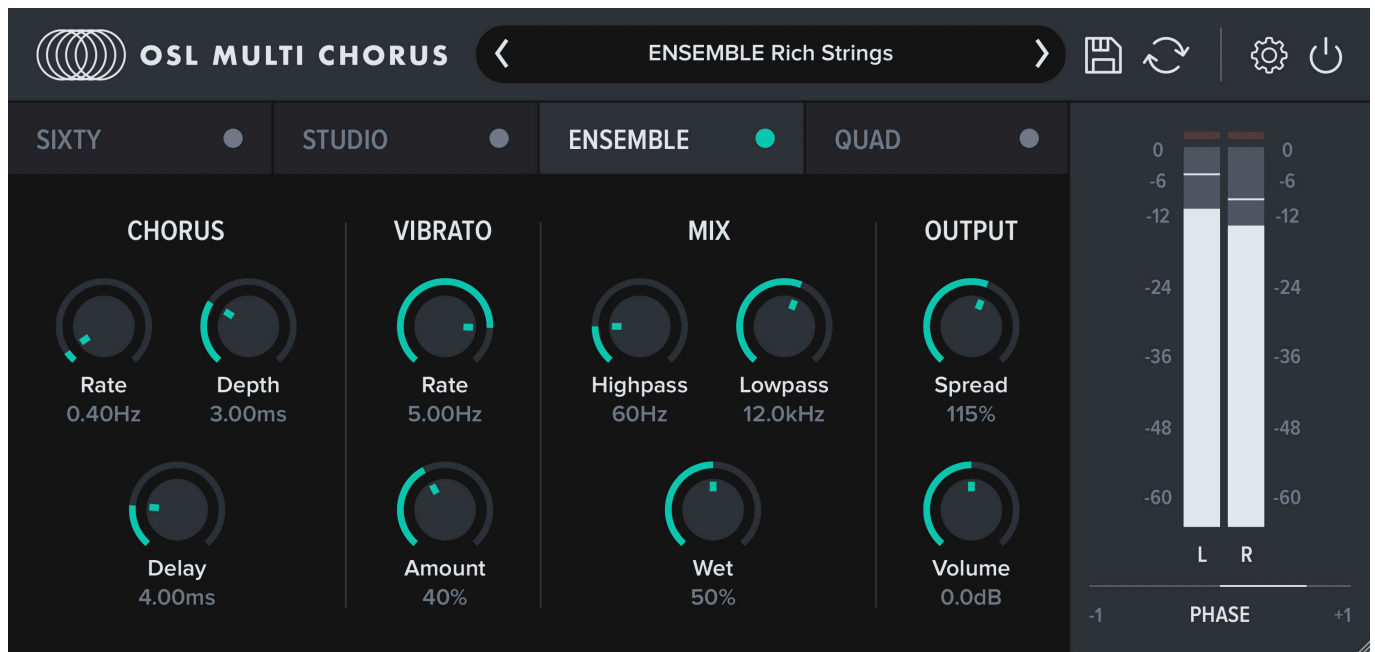 OSL MULTI CHORUS
ENSEMBLE Rich Strings
SIXTY
STUDIO
ENSEMBLE
QUAD
CHORUS
VIBRATO
MIX
OUTPUT
Rate
Depth
Rate
Highpass
Lowpass
Spread
0.40Hz
3.00ms
5.00Hz
60Hz
12.0kHz
115%
Delay
Amount
Wet
Volume
4.00ms
40%
50%
0.0dB
0 0
-6 -6
-12 -12
-24 -24
-36 -36
-48 -48
-60 -60
L R
-1 PHASE +1